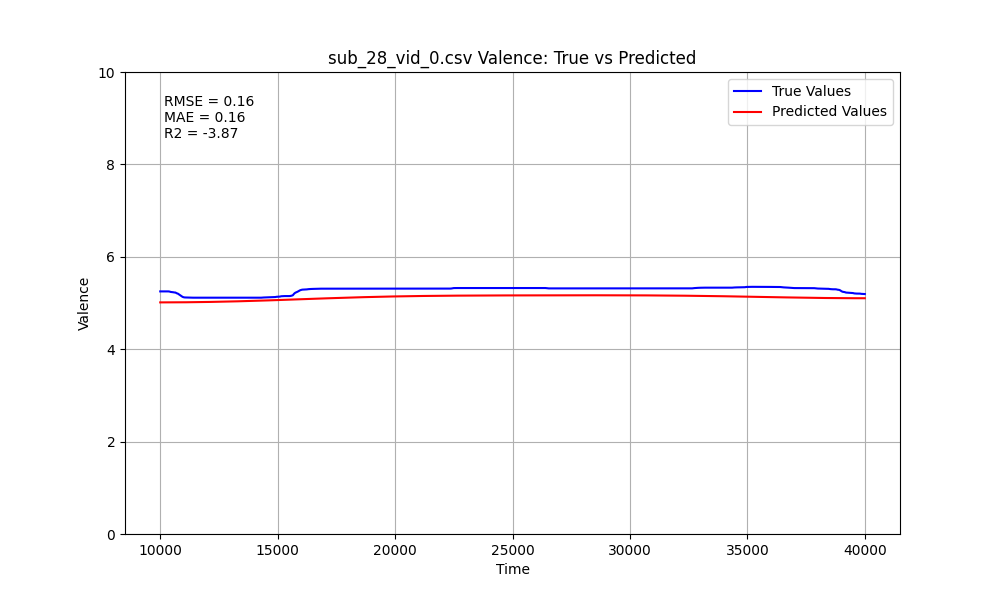 sub_28_vid_0.csv Valence: True vs Predicted
RMSE = 0.16
MAE = 0.16
R2 = -3.87
True Values
Predicted Values
10
8
6
4
2
0
Valence
10000 15000 20000 25000 30000 35000 40000
Time